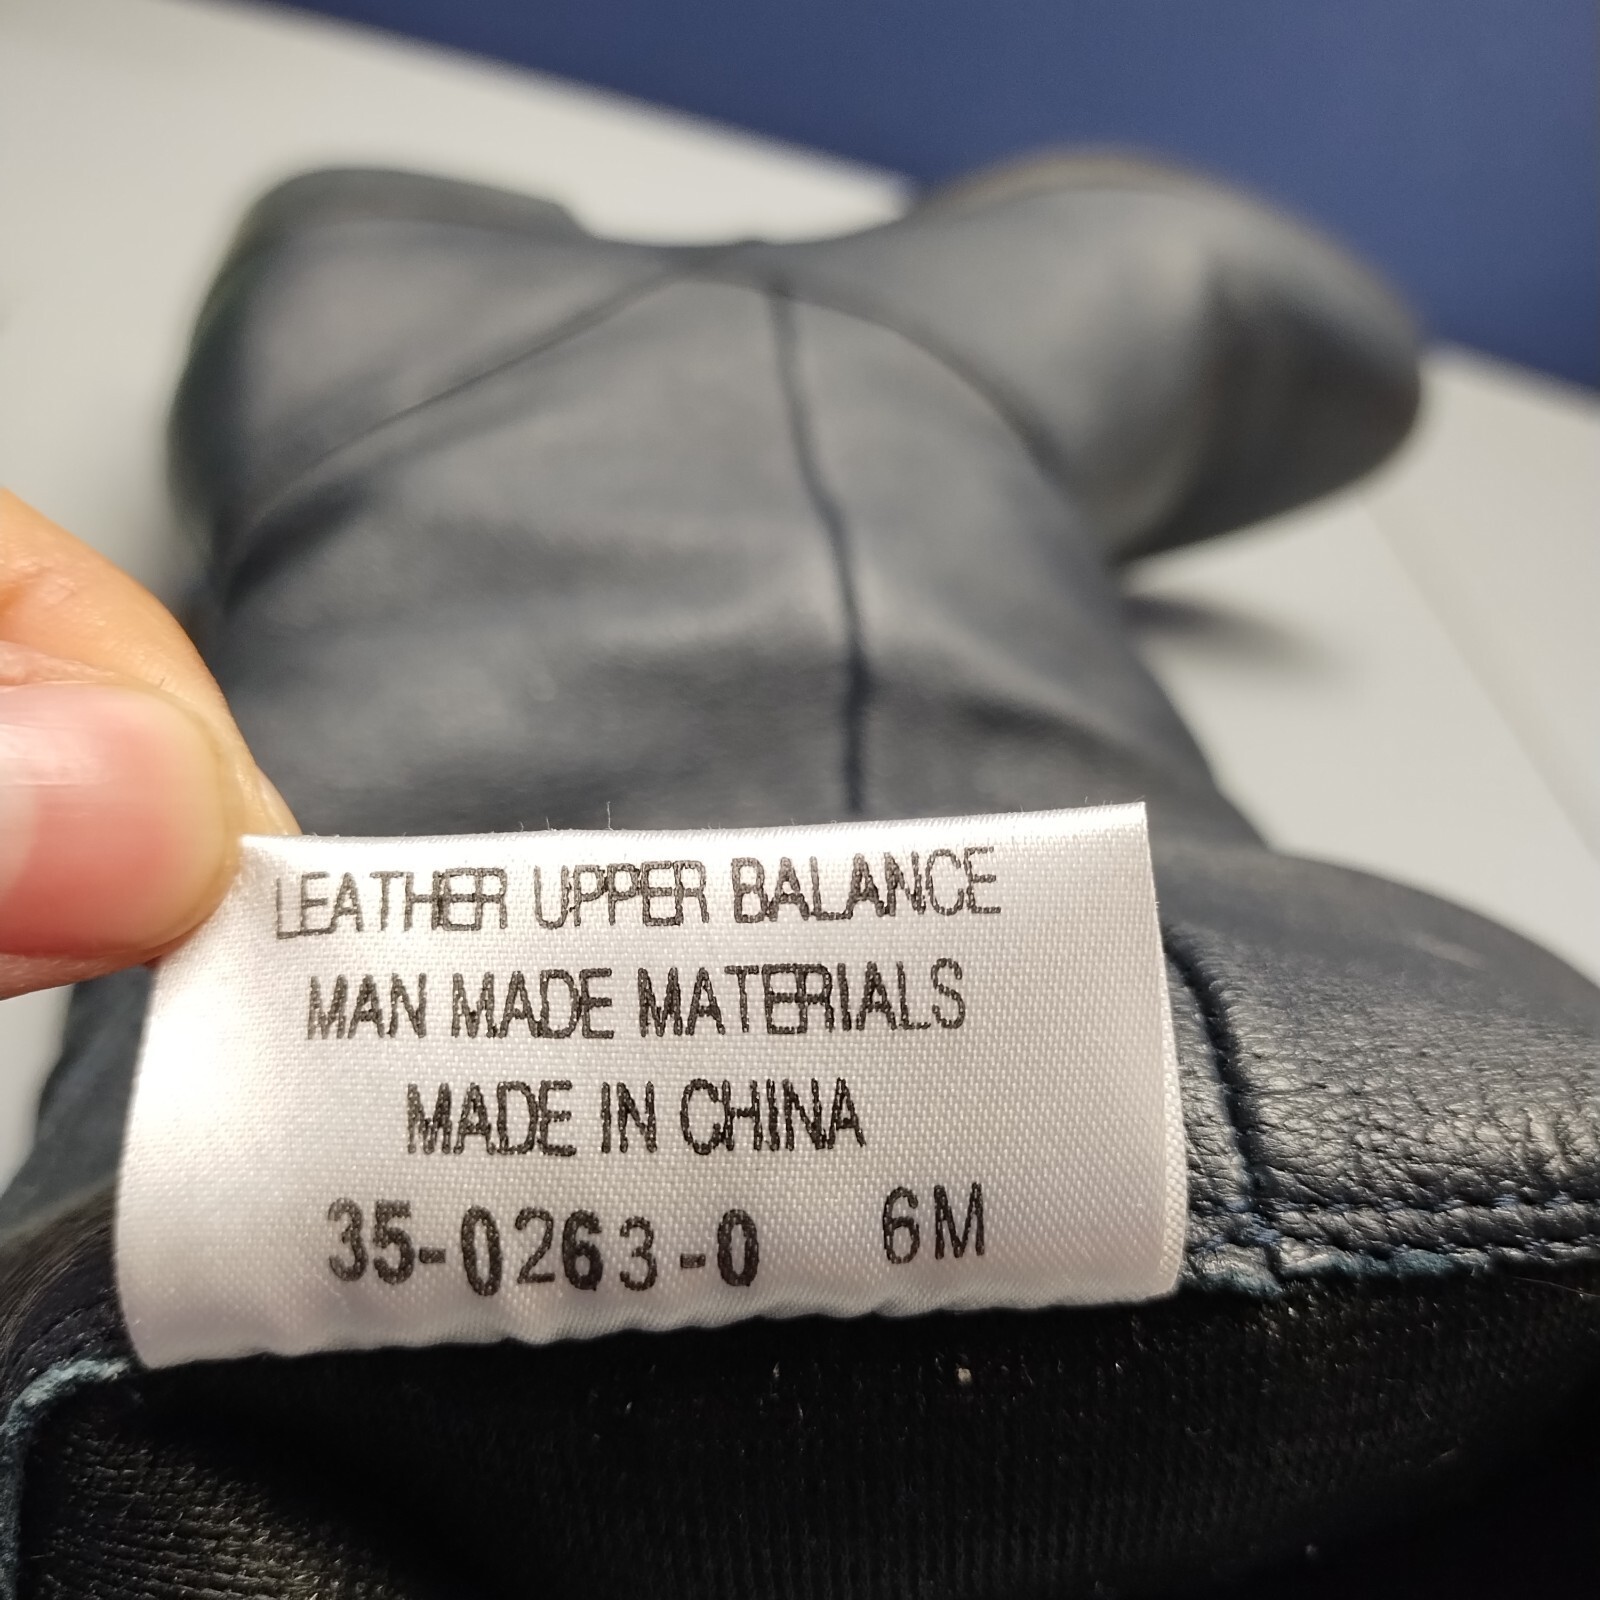 LEATHER UPPER BALANCE
MAN MADE MATERIALS
MADE IN CHINA
35-0263-0 6M